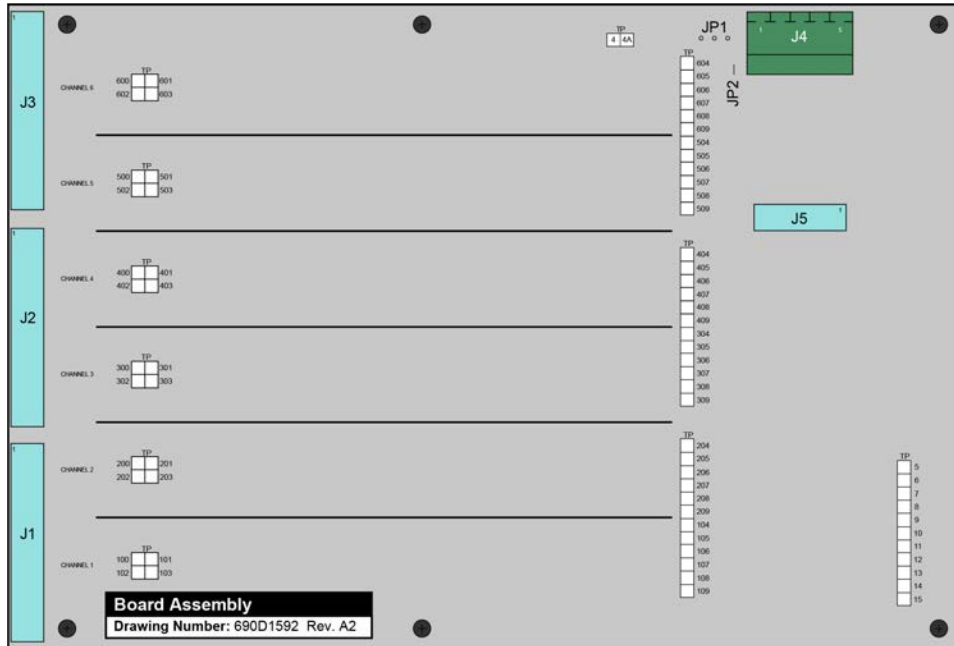 1
J3
CHANNEL 6
TP
600 601
602 603
CHANNEL 5
TP
500 501
502 503
1
J2
CHANNEL 4
TP
400 401
402 403
CHANNEL 3
TP
300 301
302 303
1
J1
CHANNEL 2
TP
200 201
202 203
CHANNEL 1
TP
100 101
102 103
TP
4 4A
JP1
JP2
1 5
J4
TP
604
605
606
607
608
609
504
505
506
507
508
509
J5 1
TP
404
405
406
407
408
409
304
305
306
307
308
309
TP
204
205
206
207
208
209
104
105
106
107
108
109
TP
5
6
7
8
9
10
11
12
13
14
15
Board Assembly
Drawing Number: 690D1592 Rev. A2